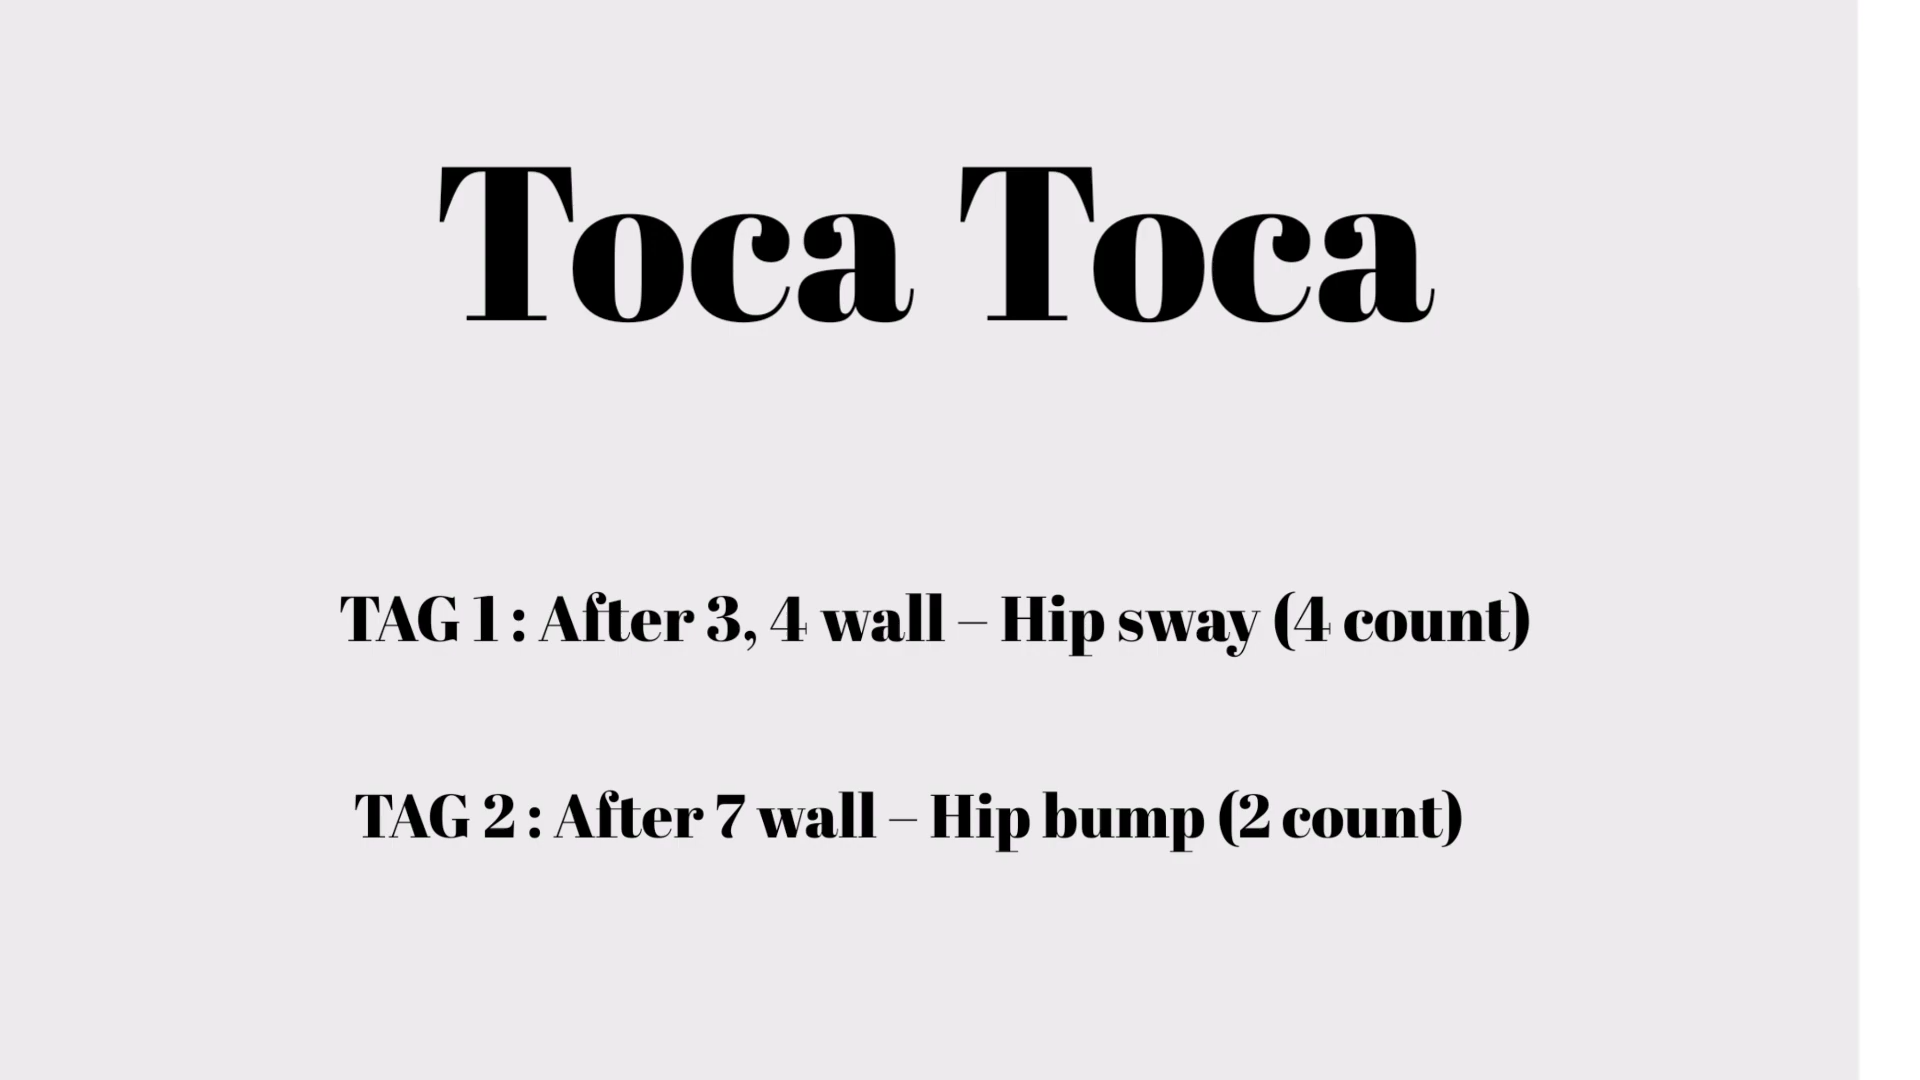 Toca Toca
TAG 1 : After 3, 4 wall – Hip sway (4 count)
TAG 2 : After 7 wall – Hip bump (2 count)